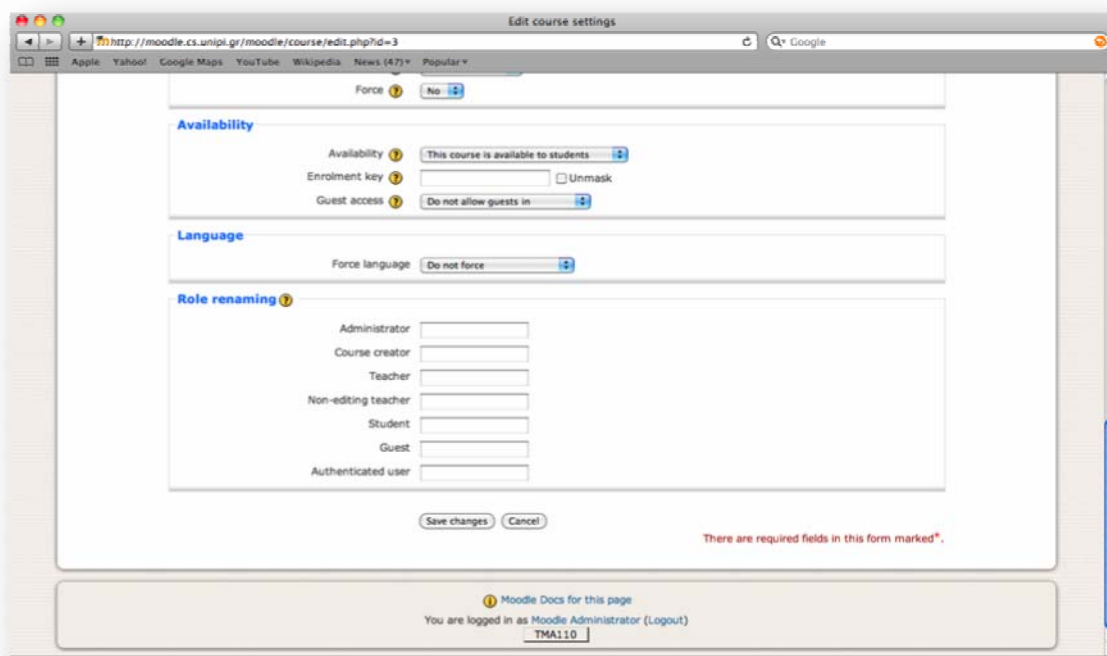 Edit course settings
http://moodle.cs.unipi.gr/moodle/course/edit.php?id=3
Google
Apple Yahoo! Google Maps YouTube Wikipedia News (47) Popular
Force No
Availability
Availability This course is available to students
Enrolment key Unmask
Guest access Do not allow guests in
Language
Force language Do not force
Role renaming
Administrator
Course creator
Teacher
Non-editing teacher
Student
Guest
Authenticated user
Save changes Cancel
There are required fields in this form marked*.
Moodle Docs for this page
You are logged in as Moodle Administrator (Logout)
TMA110